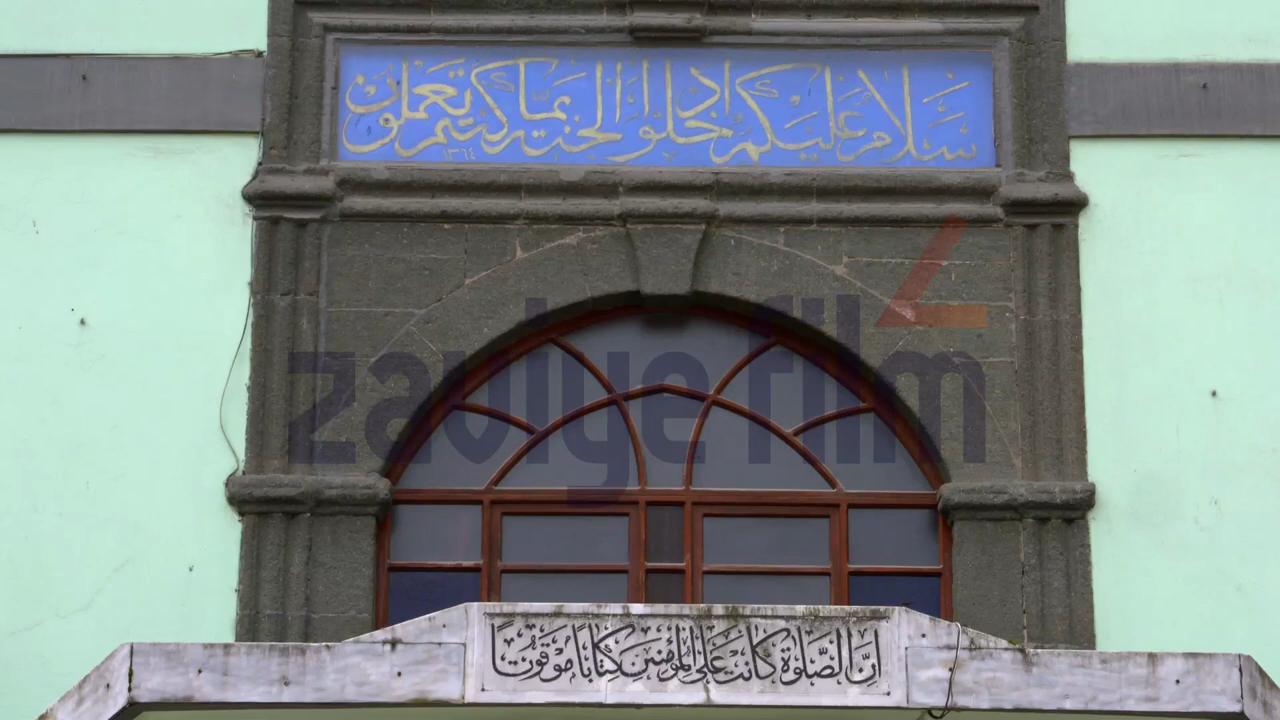 سلام عليكم ادخلوا الجنة بما كنتم تعملون
١٣٦٤
zaviye film
ان الصلوة كانت على المؤمنين كتابا موقوتا